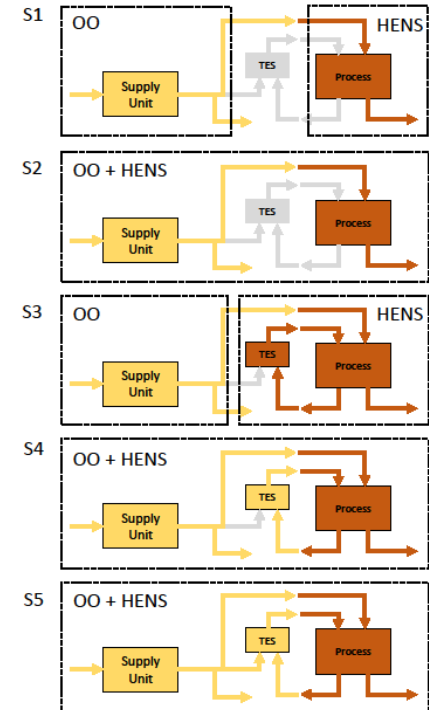 S1 OO HENS
TES
Supply
Unit
Process
S2 OO + HENS
TES
Supply
Unit
Process
S3 OO HENS
TES
Supply
Unit
Process
S4 OO + HENS
TES
Supply
Unit
Process
S5 OO + HENS
TES
Supply
Unit
Process